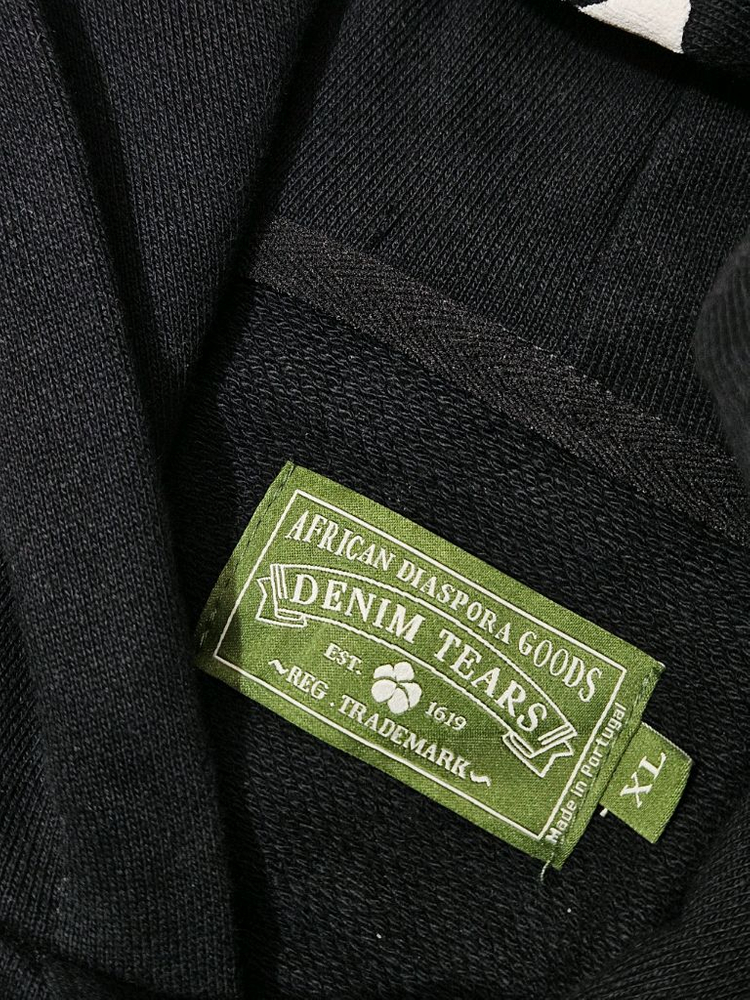 AFRICAN DIASPORA GOODS
DENIM TEARS
EST. 1619
~REG . TRADEMARK~
Made in Portugal
XL